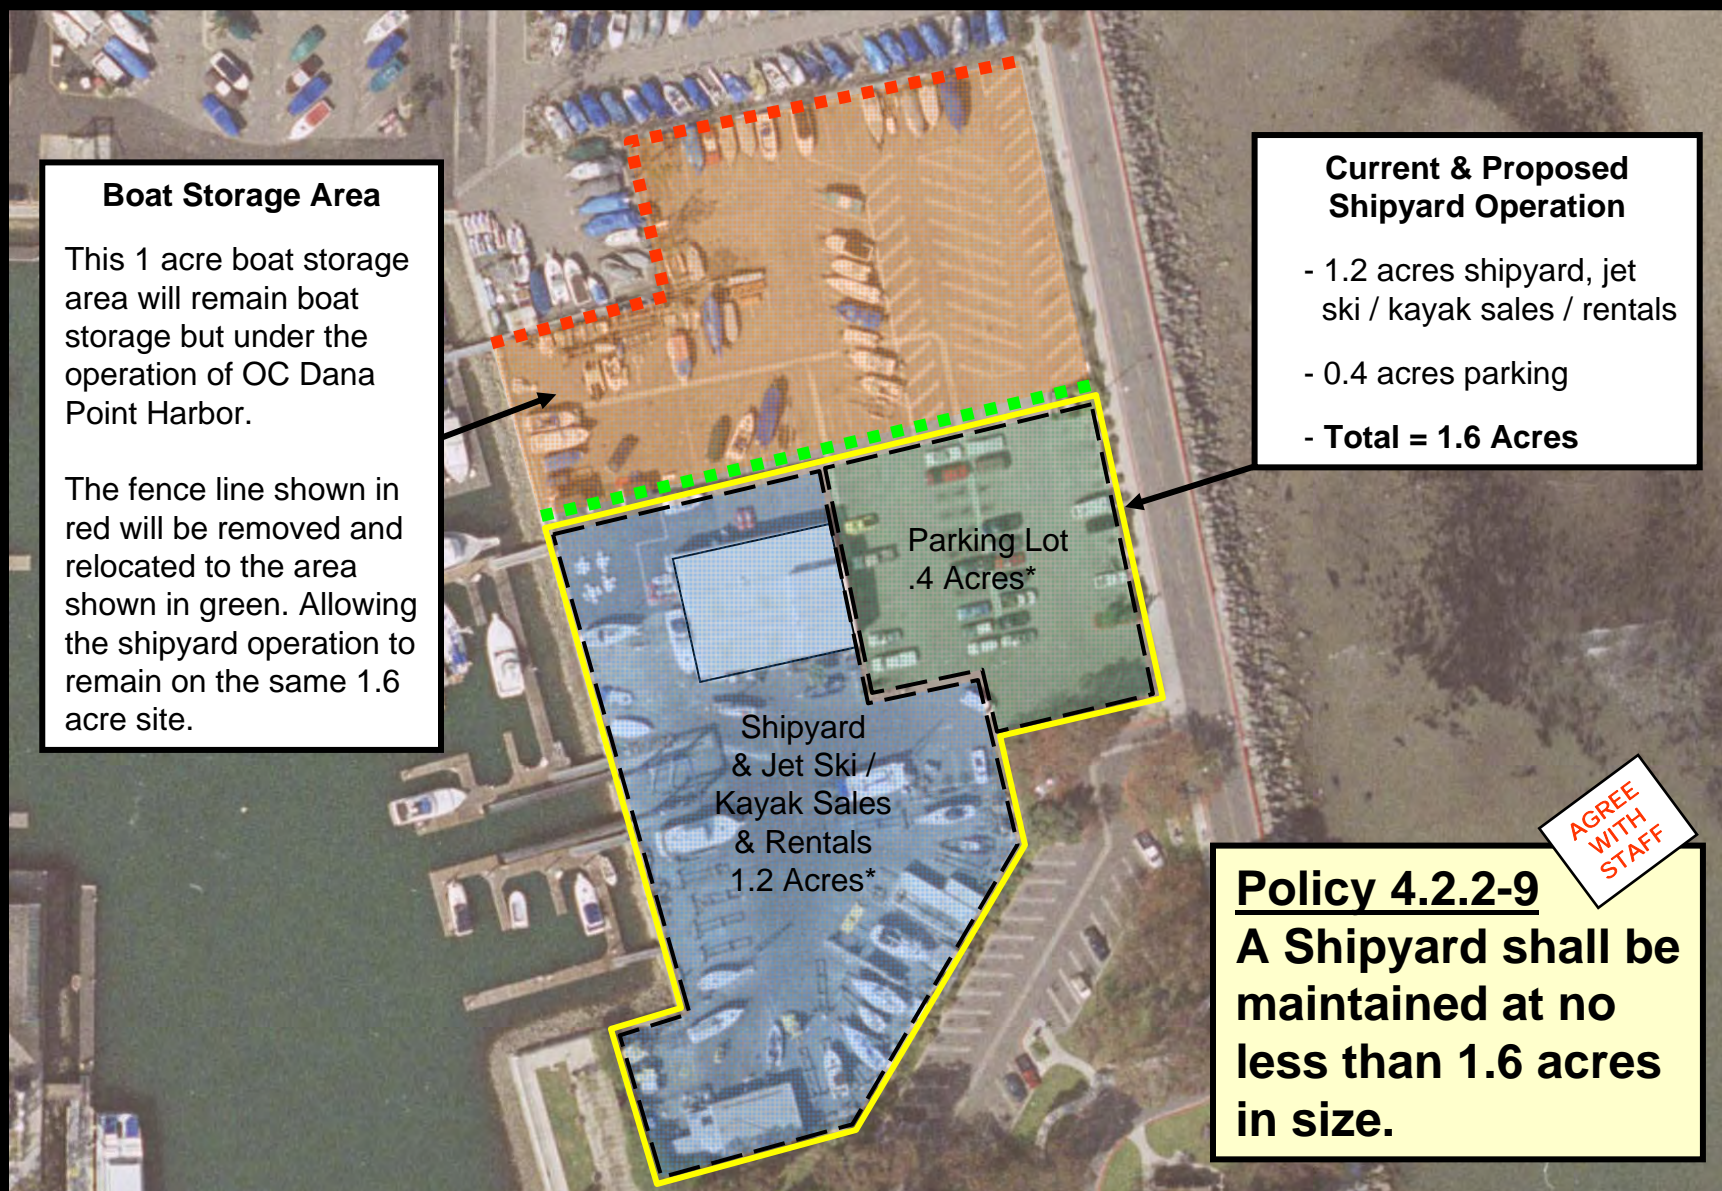 Boat Storage Area
This 1 acre boat storage
area will remain boat
storage but under the
operation of OC Dana
Point Harbor.
The fence line shown in
red will be removed and
relocated to the area
shown in green. Allowing
the shipyard operation to
remain on the same 1.6
acre site.
Current & Proposed
Shipyard Operation
- 1.2 acres shipyard, jet
ski / kayak sales / rentals
- 0.4 acres parking
- Total = 1.6 Acres
Parking Lot
.4 Acres*
Shipyard
& Jet Ski /
Kayak Sales
& Rentals
1.2 Acres*
AGREE
WITH
STAFF
Policy 4.2.2-9
A Shipyard shall be
maintained at no
less than 1.6 acres
in size.